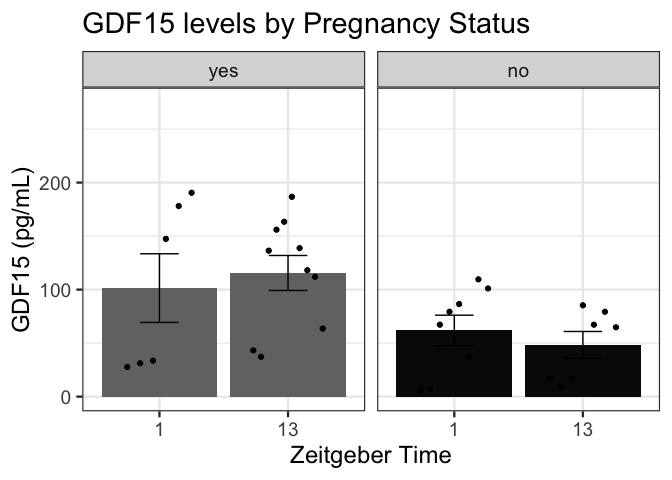 GDF15 levels by Pregnancy Status
yes
no
GDF15 (pg/mL)
200
100
0
1
13
1
13
Zeitgeber Time